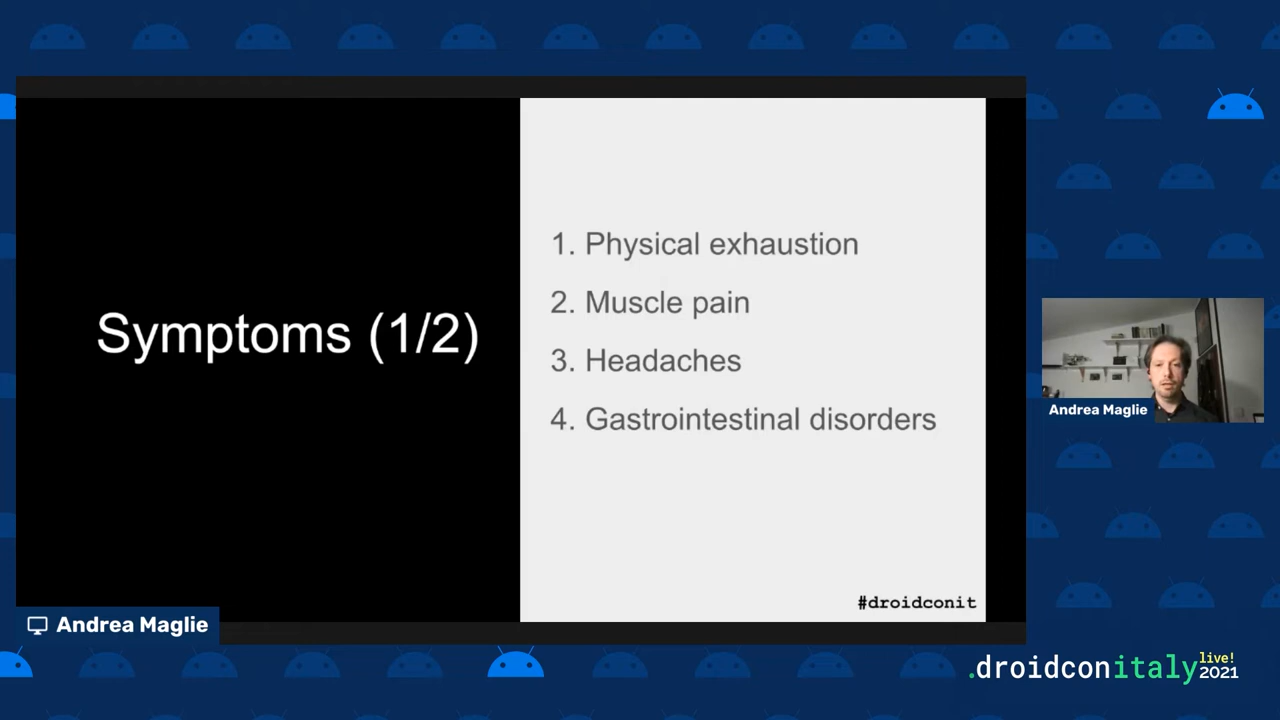 Symptoms (1/2)
1. Physical exhaustion
2. Muscle pain
3. Headaches
4. Gastrointestinal disorders
#droidconit
Andrea Maglie
Andrea Maglie
.droidconitaly live! 2021